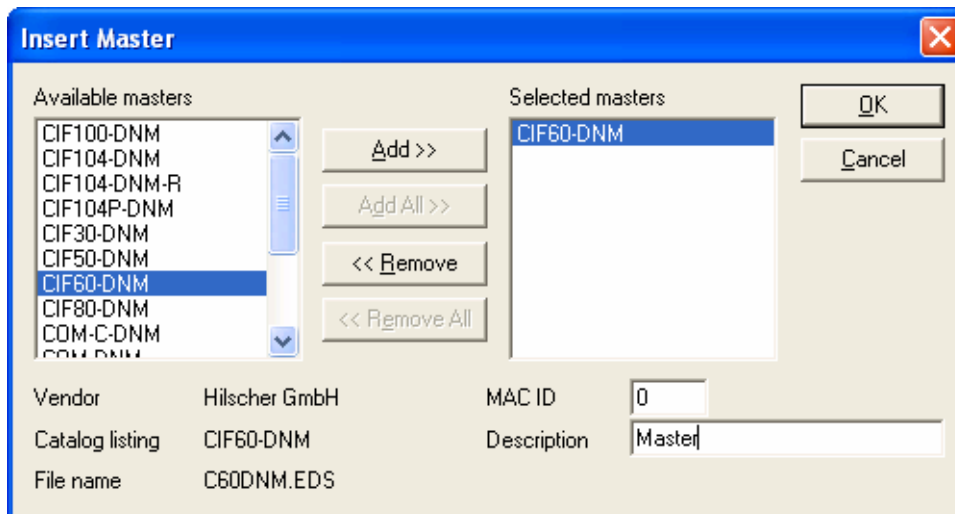 Insert Master
Available masters
CIF100-DNM
CIF104-DNM
CIF104-DNM-R
CIF104P-DNM
CIF30-DNM
CIF50-DNM
CIF60-DNM
CIF80-DNM
COM-C-DNM
COM-DNM
Add >>
Add All >>
<< Remove
<< Remove All
Selected masters
CIF60-DNM
OK
Cancel
Vendor Hilscher GmbH
MAC ID 0
Catalog listing CIF60-DNM
Description Master
File name C60DNM.EDS